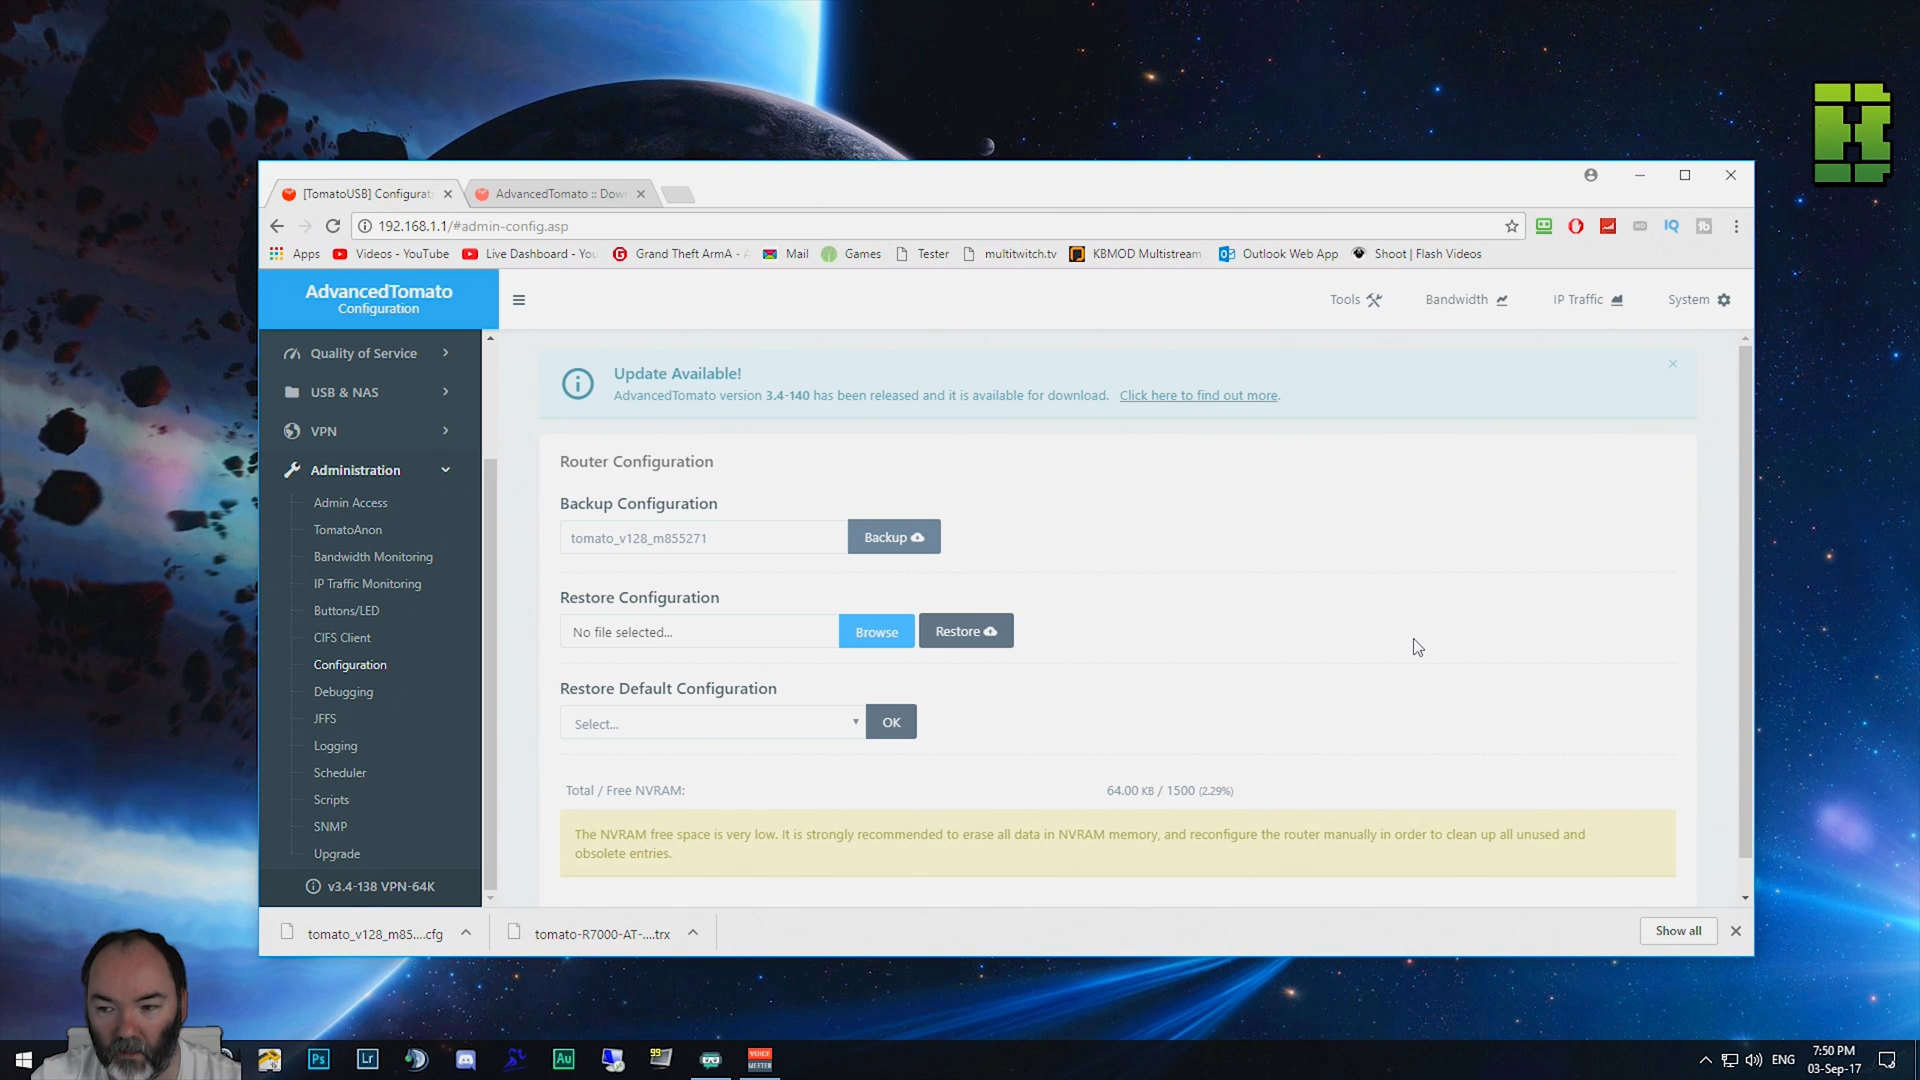 [TomatoUSB] Configurati
AdvancedTomato :: Dow
192.168.1.1/#admin-config.asp
Apps
Videos - YouTube
Live Dashboard - You
Grand Theft ArmA -
Mail
Games
Tester
multitwitch.tv
KBMOD Multistream
Outlook Web App
Shoot | Flash Videos
AdvancedTomato
Configuration
Tools
Bandwidth
IP Traffic
System
Quality of Service
USB & NAS
VPN
Administration
Admin Access
TomatoAnon
Bandwidth Monitoring
IP Traffic Monitoring
Buttons/LED
CIFS Client
Configuration
Debugging
JFFS
Logging
Scheduler
Scripts
SNMP
Upgrade
v3.4-138 VPN-64K
Update Available!
AdvancedTomato version 3.4-140 has been released and it is available for download. Click here to find out more.
Router Configuration
Backup Configuration
tomato_v128_m855271
Backup
Restore Configuration
No file selected...
Browse
Restore
Restore Default Configuration
Select...
OK
Total / Free NVRAM:
64.00 KB / 1500 (2.29%)
The NVRAM free space is very low. It is strongly recommended to erase all data in NVRAM memory, and reconfigure the router manually in order to clean up all unused and
obsolete entries.
tomato_v128_m85....cfg
tomato-R7000-AT-....trx
Show all
Ps
Lr
Au
99
VOICE
MEETER
ENG
7:50 PM
03-Sep-17